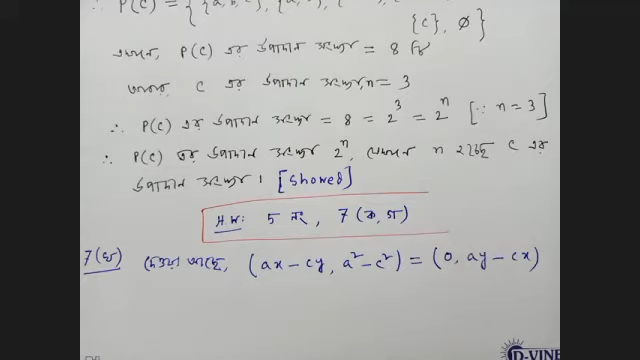 ∴ P(C) = { {a, b, c}, {a, b},
{c}, ∅ }
এখানে, P(C) এর উপাদান সংখ্যা = 8 টি
আবার, C এর উপাদান সংখ্যা, n = 3
∴ P(C) এর উপাদান সংখ্যা = 8 = 2³ = 2ⁿ [∵ n = 3]
∴ P(C) এর উপাদান সংখ্যা 2ⁿ, যেখানে n হচ্ছে C এর
উপাদান সংখ্যা। [Showed]
H.W: 5 নং, 7 (ক, গ)
7(খ) দেওয়া আছে, (ax – cy, a² – c²) = (0, ay – cx)
D-VINE